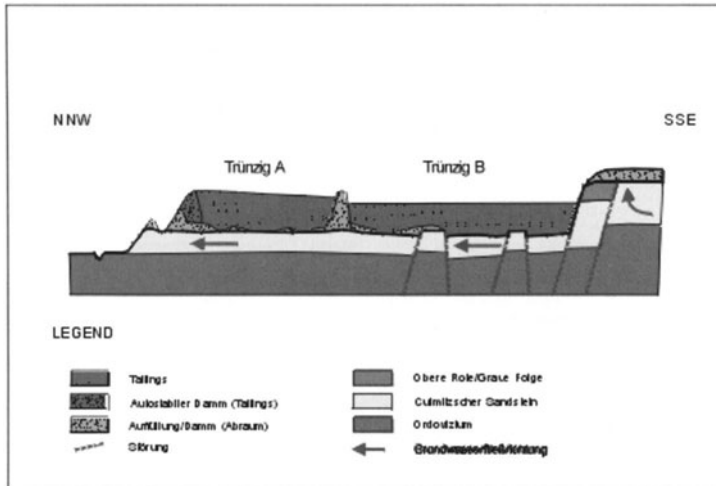 NNW
SSE
Trünzig A
Trünzig B
LEGEND
Tailings
Autostabiler Damm (Tailings)
Auffüllung/Damm (Abraum)
Störung
Obere Rote/Graue Folge
Culmitzscher Sandstein
Ordovizium
Grundwasserfließrichtung